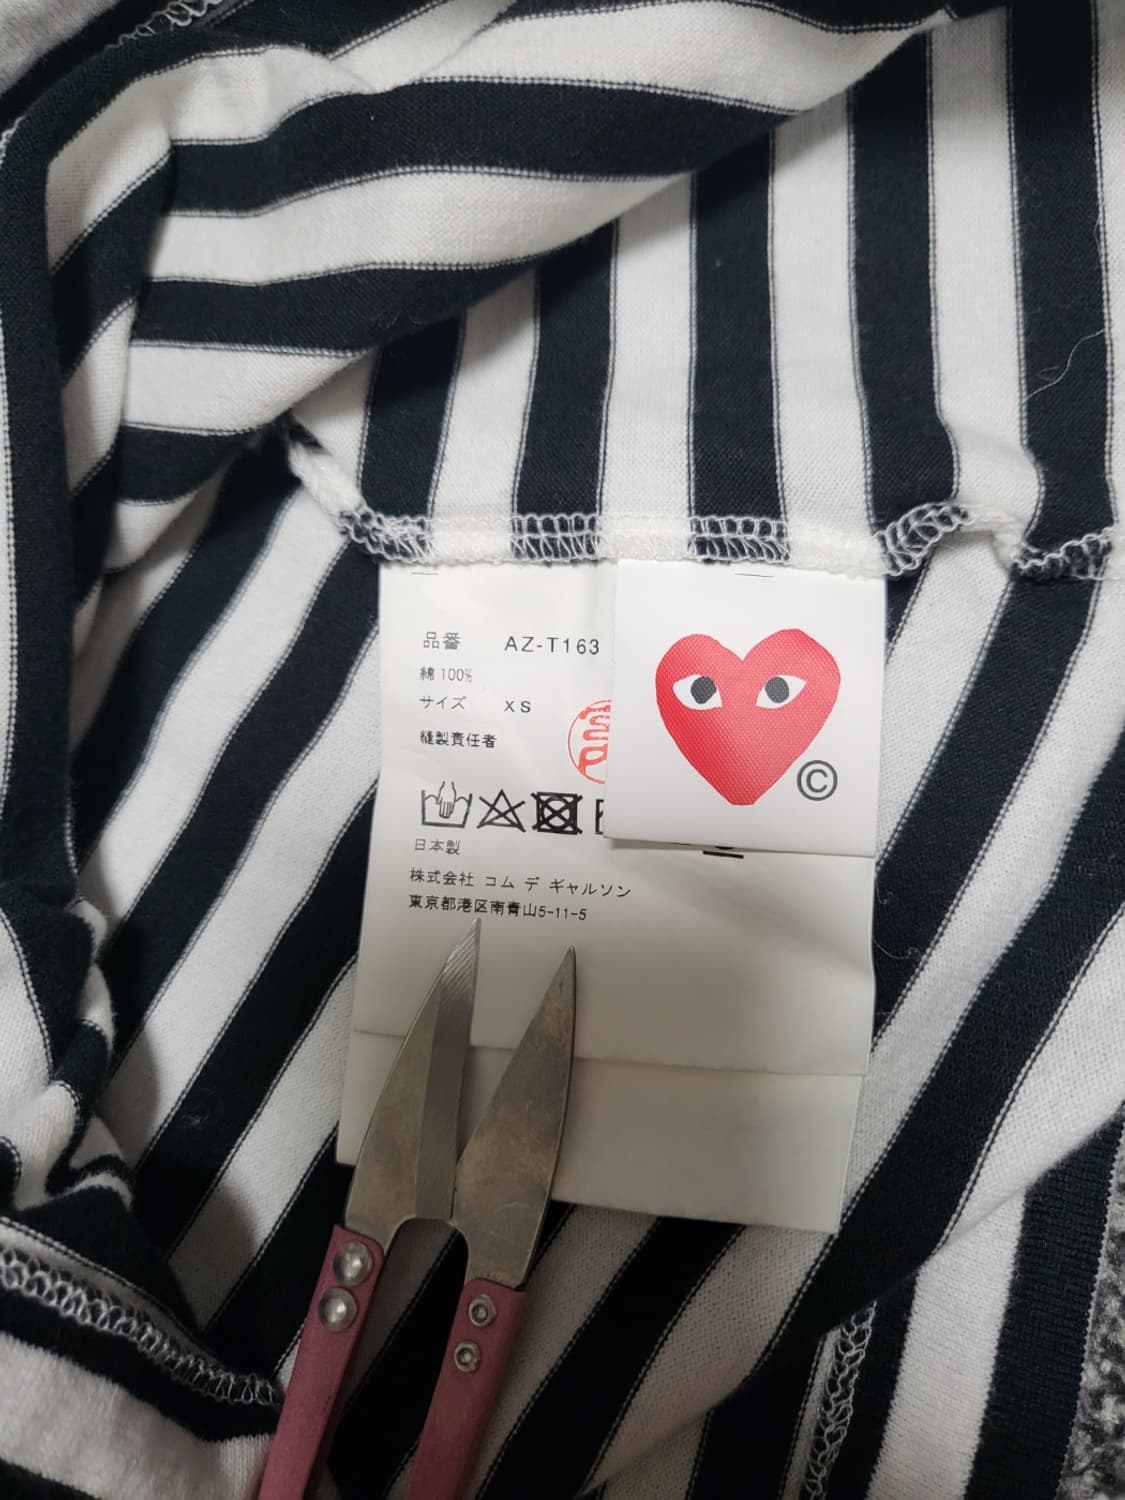 品番 AZ-T163
綿 100%
サイズ XS
縫製責任者
日本製
株式会社 コム デ ギャルソン
東京都港区南青山5-11-5
©